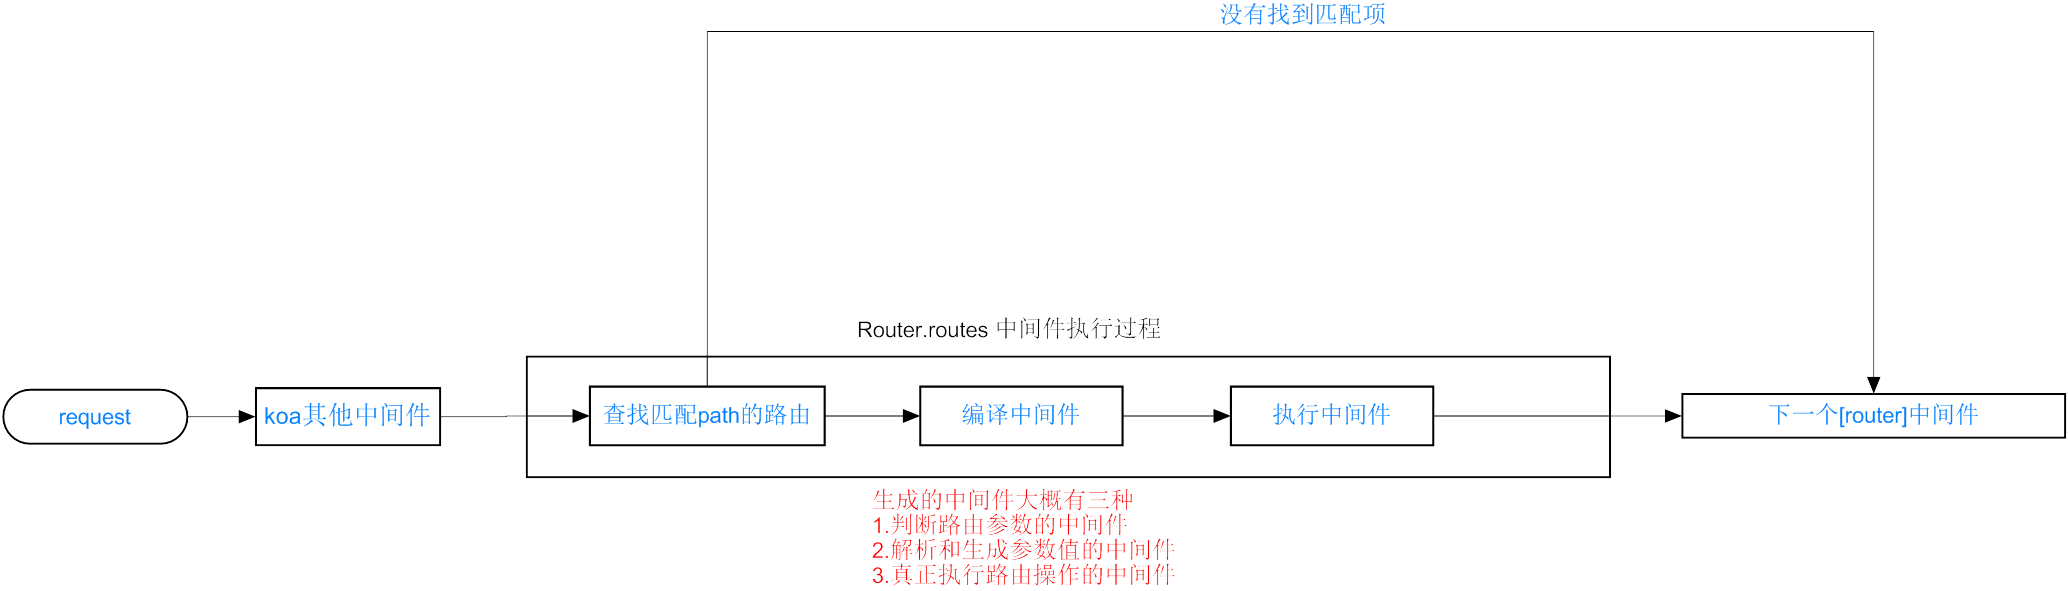 没有找到匹配项
Router.routes 中间件执行过程
request
koa其他中间件
查找匹配path的路由
编译中间件
执行中间件
下一个[router]中间件
生成的中间件大概有三种
1.判断路由参数的中间件
2.解析和生成参数值的中间件
3.真正执行路由操作的中间件